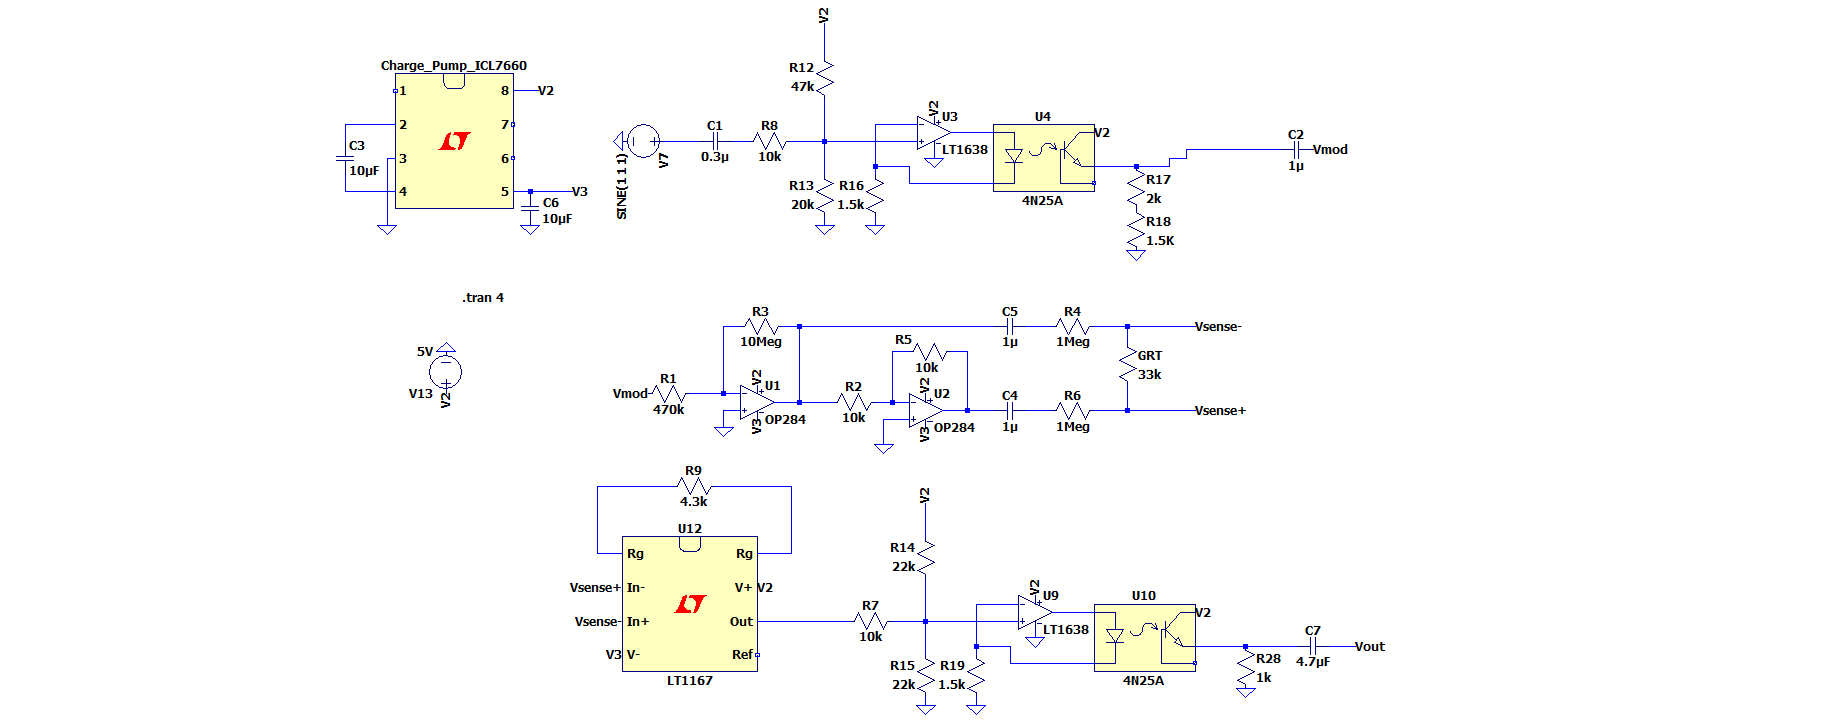 V2
Charge_Pump_ICL7660
1
8
V2
2
7
3
6
4
5
V3
C3
10µF
C6
10µF
SINE(1 1 1)
V7
C1
0.3µ
R8
10k
R12
47k
R13
20k
R16
1.5k
V2
U3
LT1638
U4
V2
4N25A
R17
2k
R18
1.5K
C2
1µ
Vmod
.tran 4
5V
V13
V2
R3
10Meg
Vmod
R1
470k
V2
U1
V3
OP284
R2
10k
R5
10k
V2
U2
V3
OP284
C5
1µ
R4
1Meg
Vsense-
GRT
33k
C4
1µ
R6
1Meg
Vsense+
R9
4.3k
U12
Rg
Rg
Vsense+
In-
V+
V2
Vsense-
In+
Out
V3
V-
Ref
LT1167
R7
10k
V2
R14
22k
R15
22k
R19
1.5k
V2
U9
LT1638
U10
V2
4N25A
R28
1k
C7
4.7µF
Vout